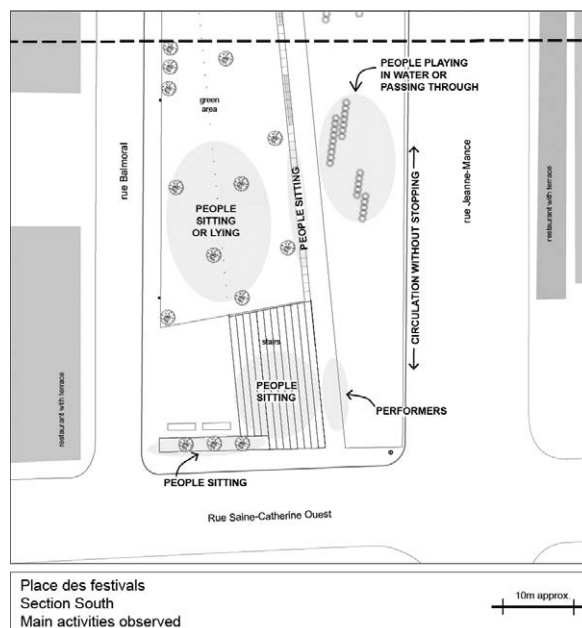 PEOPLE PLAYING
IN WATER OR
PASSING THROUGH
green
area
rue Balmoral
PEOPLE
SITTING
OR LYING
PEOPLE SITTING
CIRCULATION WITHOUT STOPPING
rue Jeanne-Mance
restaurant with terrace
stairs
PEOPLE
SITTING
PERFORMERS
restaurant with terrace
PEOPLE SITTING
Rue Saine-Catherine Ouest
Place des festivals
Section South
Main activities observed
10m approx.